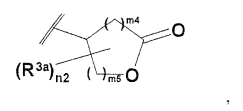 ( )m4
O
(R3a)n2
( )m5 O
,